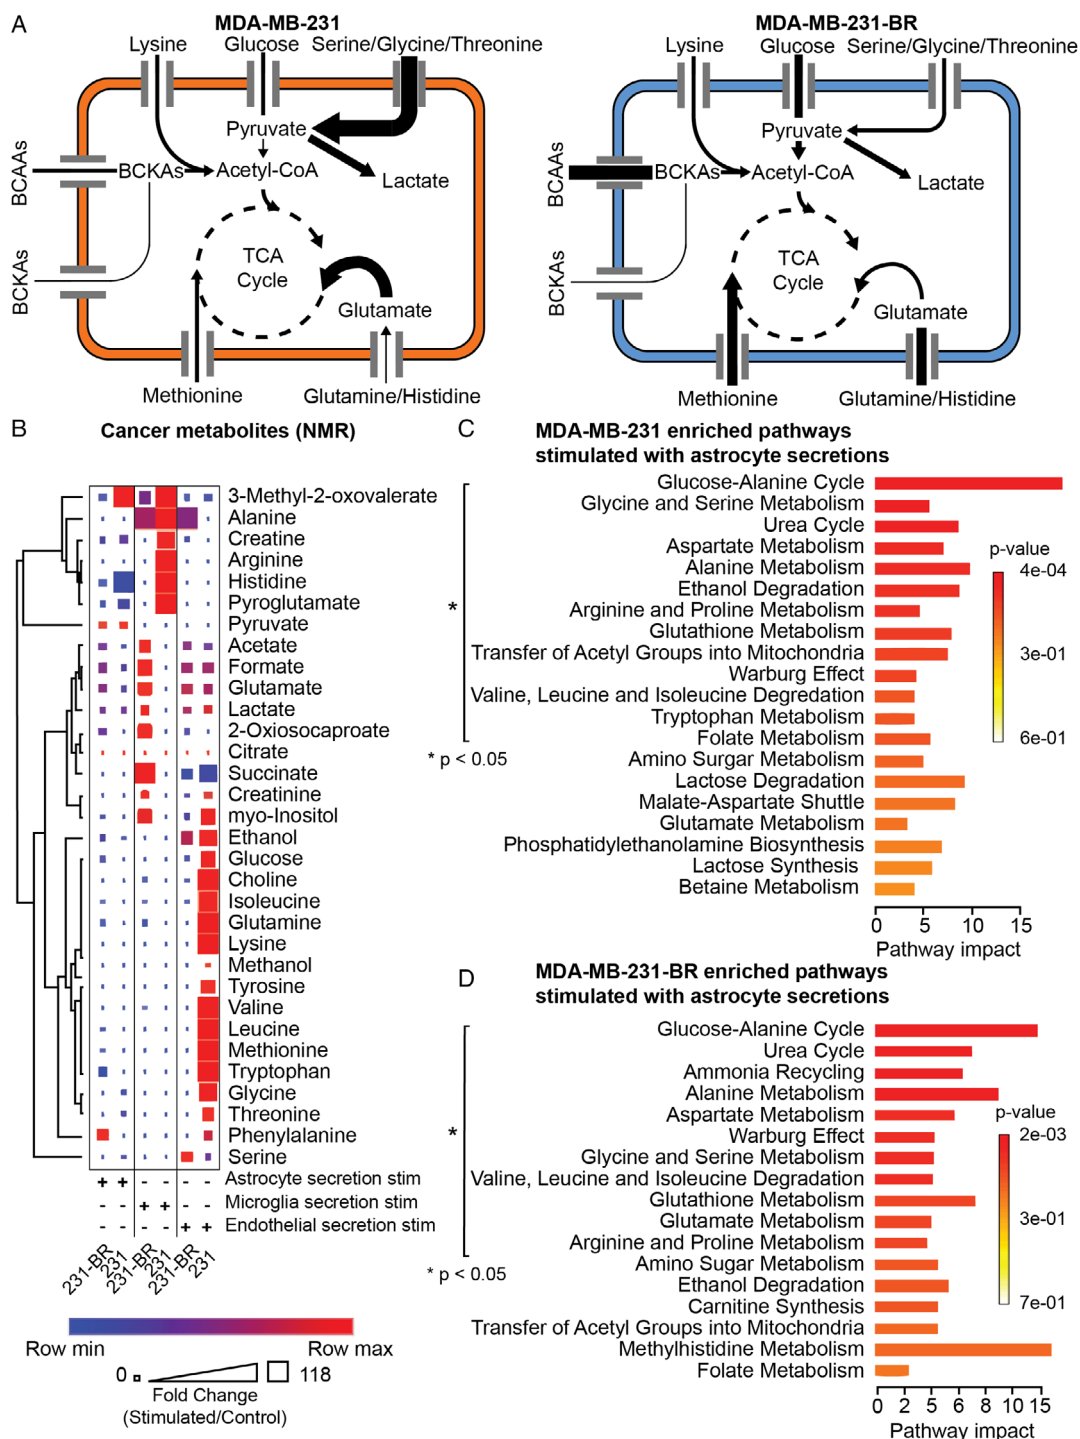 A
MDA-MB-231
Lysine
Glucose
Serine/Glycine/Threonine
Pyruvate
BCAAs
BCKAs
Acetyl-CoA
Lactate
TCA
Cycle
BCKAs
Glutamate
Methionine
Glutamine/Histidine
MDA-MB-231-BR
Lysine
Glucose
Serine/Glycine/Threonine
Pyruvate
BCAAs
BCKAs
Acetyl-CoA
Lactate
TCA
Cycle
BCKAs
Glutamate
Methionine
Glutamine/Histidine
B
Cancer metabolites (NMR)
3-Methyl-2-oxovalerate
Alanine
Creatine
Arginine
Histidine
Pyroglutamate
Pyruvate
Acetate
Formate
Glutamate
Lactate
2-Oxiosocaproate
Citrate
Succinate
Creatinine
myo-Inositol
Ethanol
Glucose
Choline
Isoleucine
Glutamine
Lysine
Methanol
Tyrosine
Valine
Leucine
Methionine
Tryptophan
Glycine
Threonine
Phenylalanine
Serine
+ + - - - - Astrocyte secretion stim
- - + + - - Microglia secretion stim
- - - - + + Endothelial secretion stim
231-BR
231
231-BR
231
231-BR
231
Row min
Row max
0
118
Fold Change
(Stimulated/Control)
C
MDA-MB-231 enriched pathways
stimulated with astrocyte secretions
Glucose-Alanine Cycle
Glycine and Serine Metabolism
Urea Cycle
Aspartate Metabolism
Alanine Metabolism
Ethanol Degradation
Arginine and Proline Metabolism
Glutathione Metabolism
Transfer of Acetyl Groups into Mitochondria
Warburg Effect
Valine, Leucine and Isoleucine Degredation
Tryptophan Metabolism
Folate Metabolism
Amino Surgar Metabolism
Lactose Degradation
Malate-Aspartate Shuttle
Glutamate Metabolism
Phosphatidylethanolamine Biosynthesis
Lactose Synthesis
Betaine Metabolism
*
* p < 0.05
p-value
4e-04
3e-01
6e-01
0 5 10 15
Pathway impact
D
MDA-MB-231-BR enriched pathways
stimulated with astrocyte secretions
Glucose-Alanine Cycle
Urea Cycle
Ammonia Recycling
Alanine Metabolism
Aspartate Metabolism
Warburg Effect
Glycine and Serine Metabolism
Valine, Leucine and Isoleucine Degradation
Glutathione Metabolism
Glutamate Metabolism
Arginine and Proline Metabolism
Amino Sugar Metabolism
Ethanol Degradation
Carnitine Synthesis
Transfer of Acetyl Groups into Mitochondria
Methylhistidine Metabolism
Folate Metabolism
*
* p < 0.05
p-value
2e-03
3e-01
7e-01
0 2 5 6 8 10 15
Pathway impact